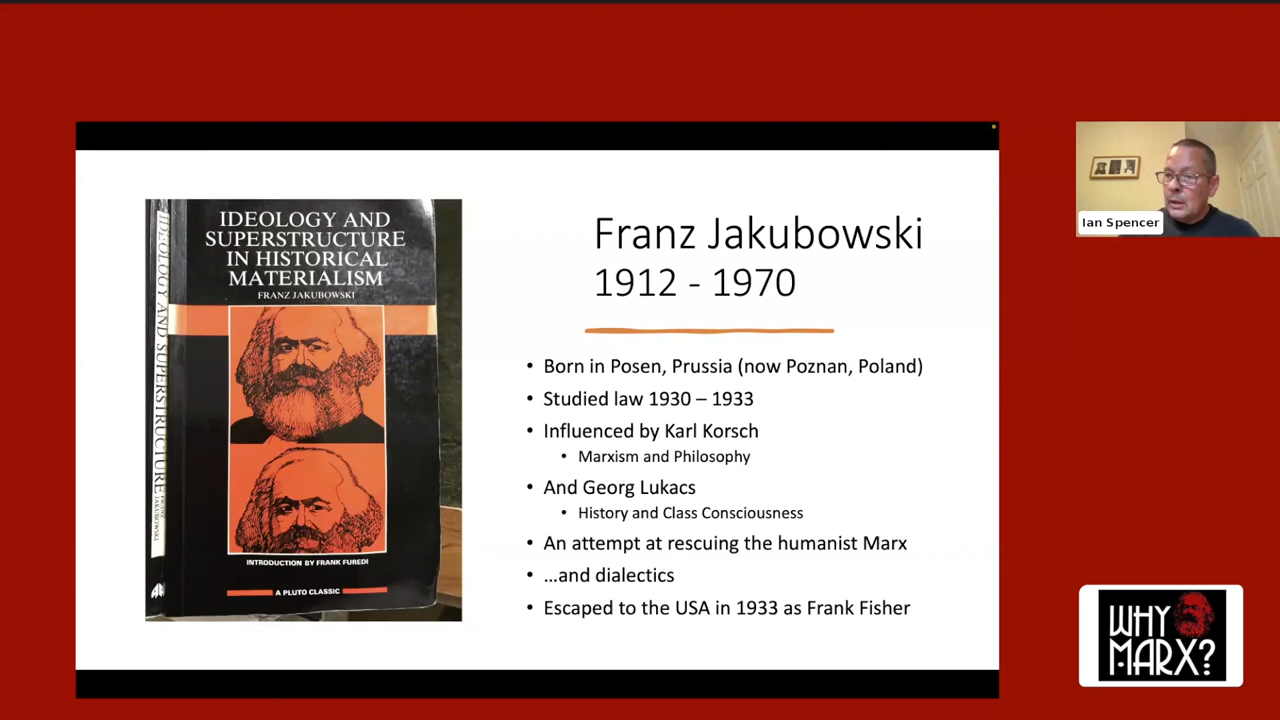 IDEOLOGY AND
SUPERSTRUCTURE
IN HISTORICAL
MATERIALISM
FRANZ JAKUBOWSKI
IDEOLOGY AND SUPERSTRUCTURE
FRANZ JAKUBOWSKI
INTRODUCTION BY FRANK FUREDI
A PLUTO CLASSIC
Franz Jakubowski
1912 - 1970
• Born in Posen, Prussia (now Poznan, Poland)
• Studied law 1930 – 1933
• Influenced by Karl Korsch
• Marxism and Philosophy
• And Georg Lukacs
• History and Class Consciousness
• An attempt at rescuing the humanist Marx
• …and dialectics
• Escaped to the USA in 1933 as Frank Fisher
Ian Spencer
WHY
MARX?